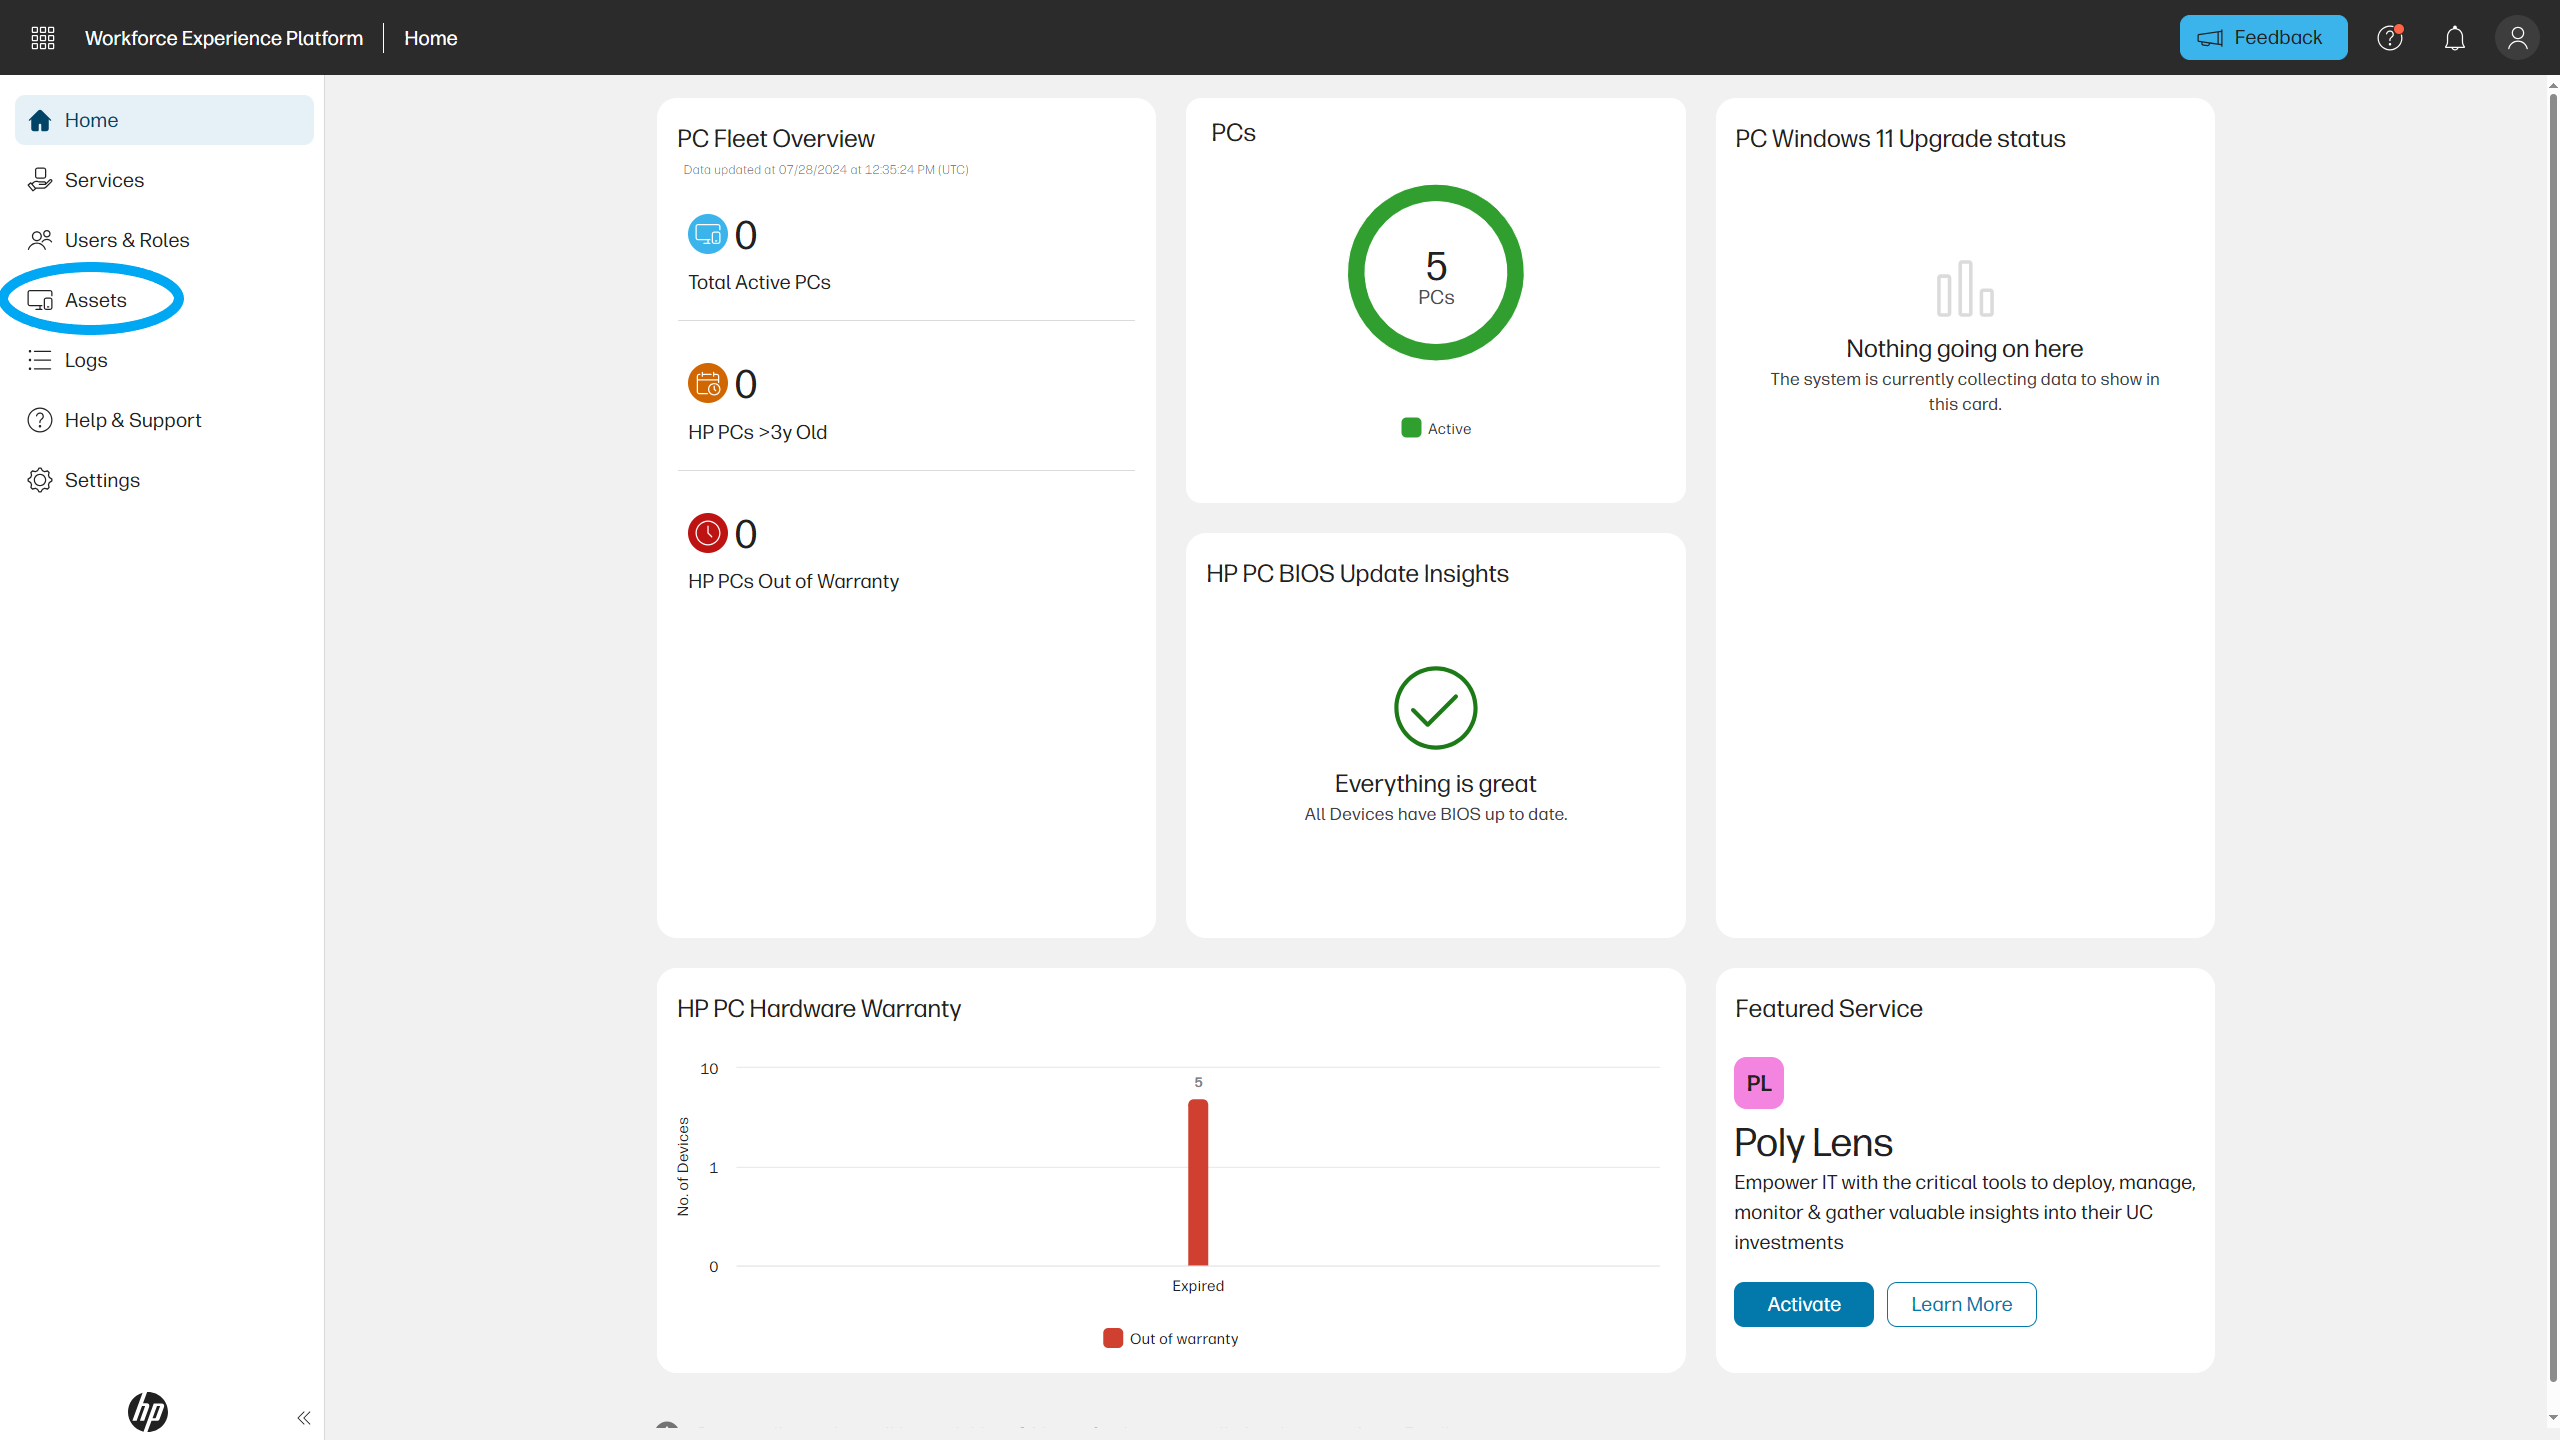 Workforce Experience Platform
Home
Feedback
Home
Services
Users & Roles
Assets
Logs
Help & Support
Settings
hp
PC Fleet Overview
Data updated at 07/28/2024 at 12:35:24 PM (UTC)
0
Total Active PCs
0
HP PCs >3y Old
0
HP PCs Out of Warranty
PCs
5
PCs
Active
PC Windows 11 Upgrade status
Nothing going on here
The system is currently collecting data to show in
this card.
HP PC BIOS Update Insights
Everything is great
All Devices have BIOS up to date.
HP PC Hardware Warranty
No. of Devices
10
1
0
5
Expired
Out of warranty
Featured Service
PL
Poly Lens
Empower IT with the critical tools to deploy, manage,
monitor & gather valuable insights into their UC
investments
Activate
Learn More